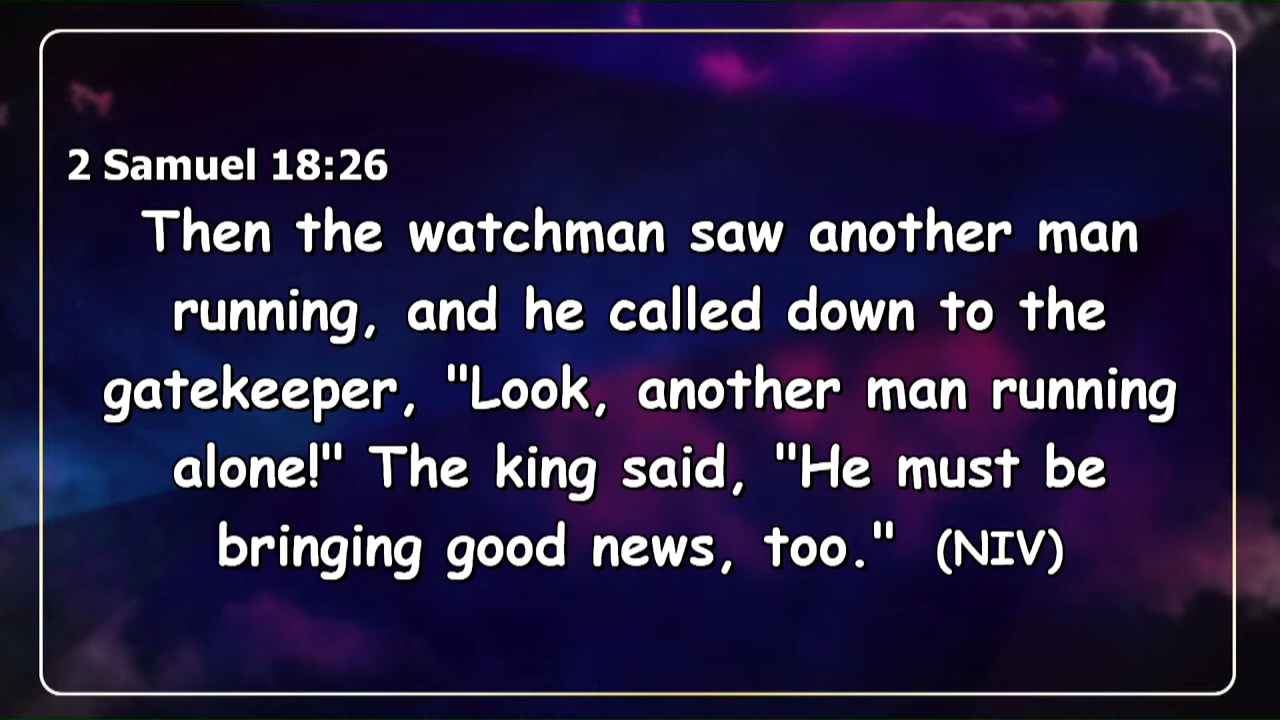 2 Samuel 18:26
Then the watchman saw another man
running, and he called down to the
gatekeeper, "Look, another man running
alone!" The king said, "He must be
bringing good news, too." (NIV)